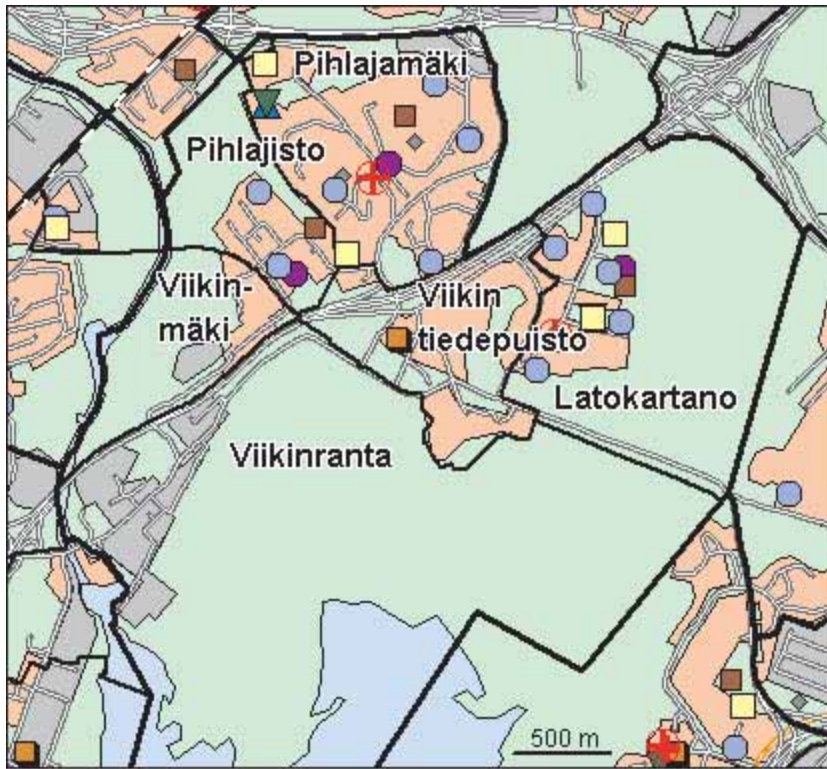 Pihlajamäki
Pihlajisto
Viikin-
mäki
Viikin
tiedepuisto
Latokartano
Viikinranta
500 m